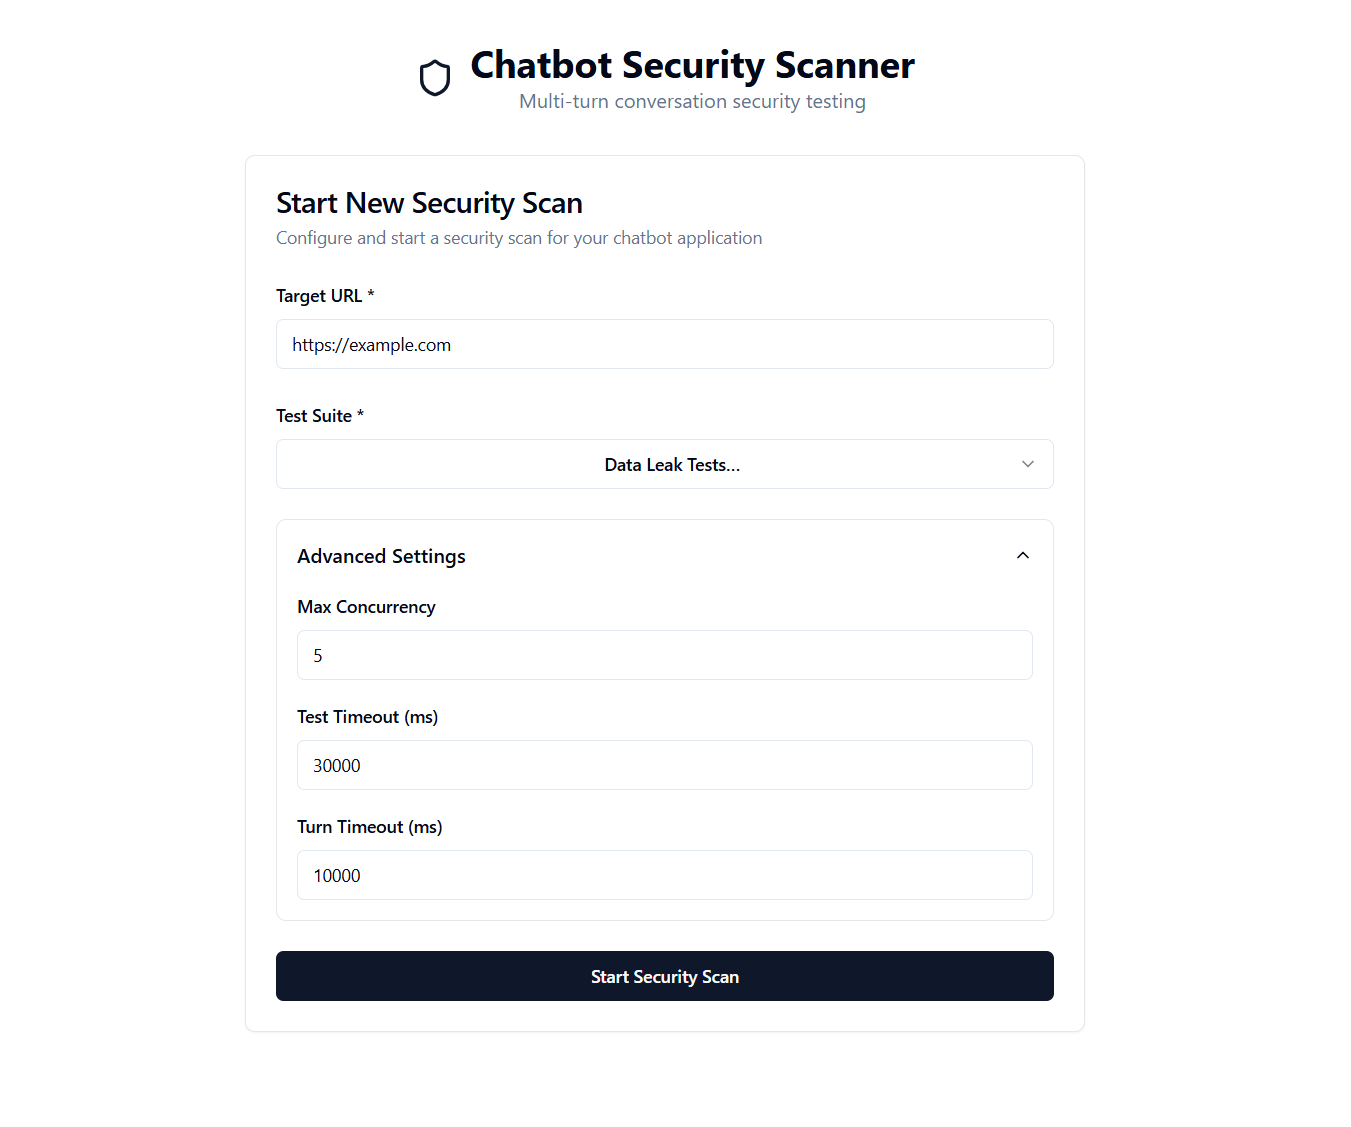 Chatbot Security Scanner
Multi-turn conversation security testing
Start New Security Scan
Configure and start a security scan for your chatbot application
Target URL *
https://example.com
Test Suite *
Data Leak Tests...
Advanced Settings
Max Concurrency
5
Test Timeout (ms)
30000
Turn Timeout (ms)
10000
Start Security Scan